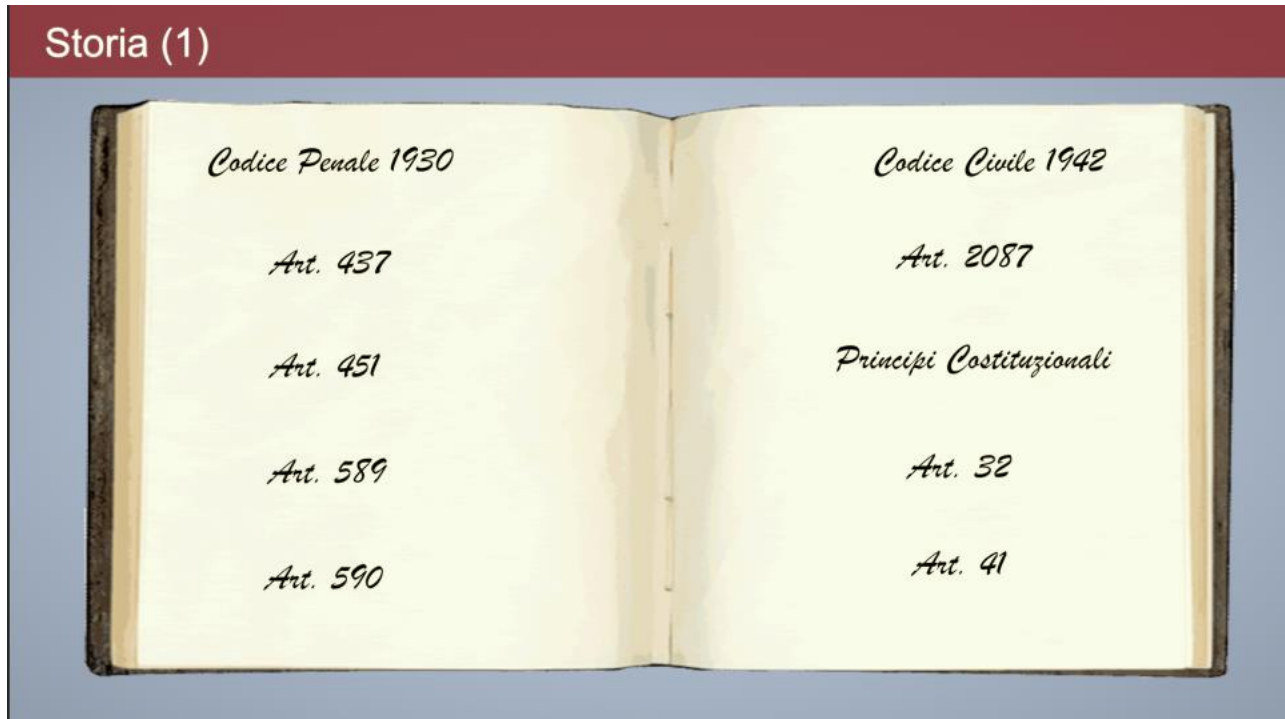 Storia (1)
Codice Penale 1930
Art. 437
Art. 451
Art. 589
Art. 590
Codice Civile 1942
Art. 2087
Principi Costituzionali
Art. 32
Art. 41